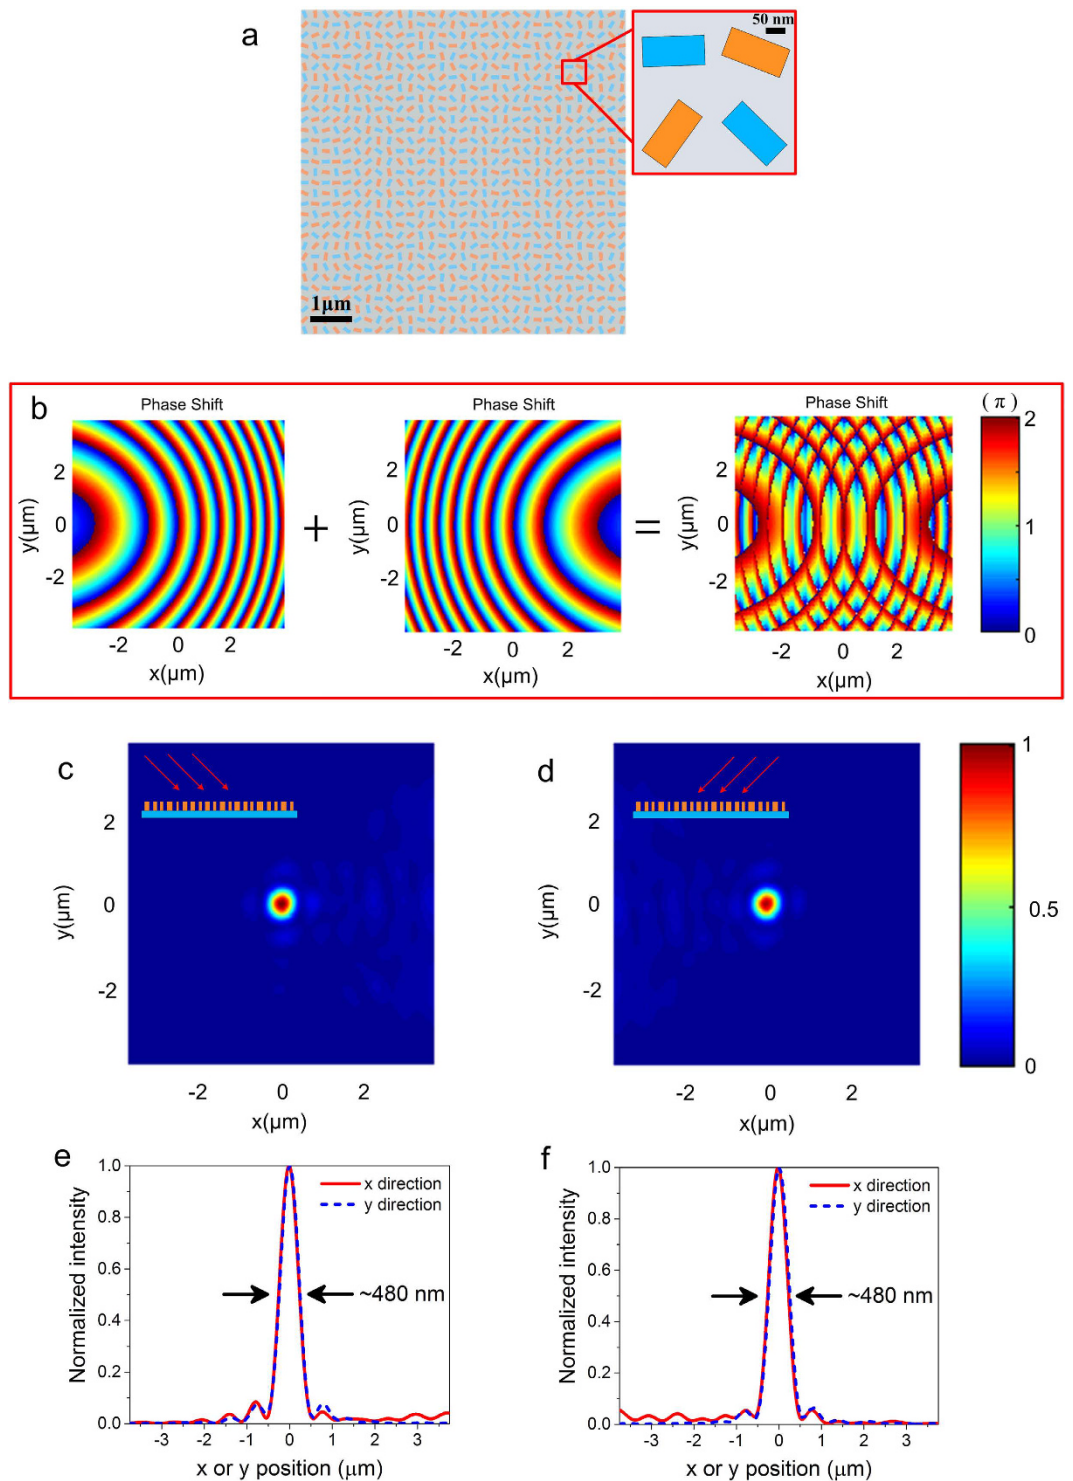 a
50 nm
1μm
b
Phase Shift
Phase Shift
Phase Shift
( π )
y(μm)
2
0
-2
-2 0 2
x(μm)
+
y(μm)
2
0
-2
-2 0 2
x(μm)
=
y(μm)
2
0
-2
-2 0 2
x(μm)
2
1
0
c
y(μm)
2
0
-2
-2 0 2
x(μm)
d
y(μm)
2
0
-2
-2 0 2
x(μm)
1
0.5
0
e
Normalized intensity
1.0
0.8
0.6
0.4
0.2
0.0
x direction
y direction
~480 nm
-3 -2 -1 0 1 2 3
x or y position (μm)
f
Normalized intensity
1.0
0.8
0.6
0.4
0.2
0.0
x direction
y direction
~480 nm
-3 -2 -1 0 1 2 3
x or y position (μm)